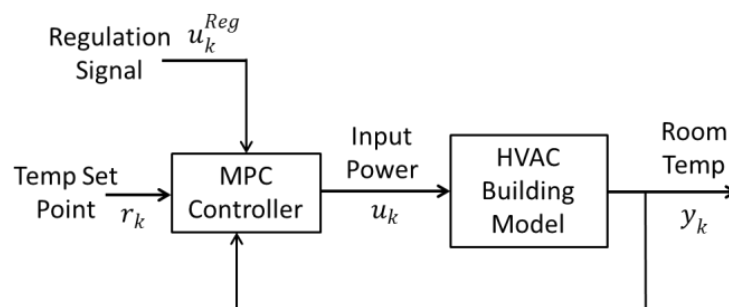 Regulation
Signal
u_k^{Reg}
Temp Set
Point
r_k
MPC
Controller
Input
Power
u_k
HVAC
Building
Model
Room
Temp
y_k